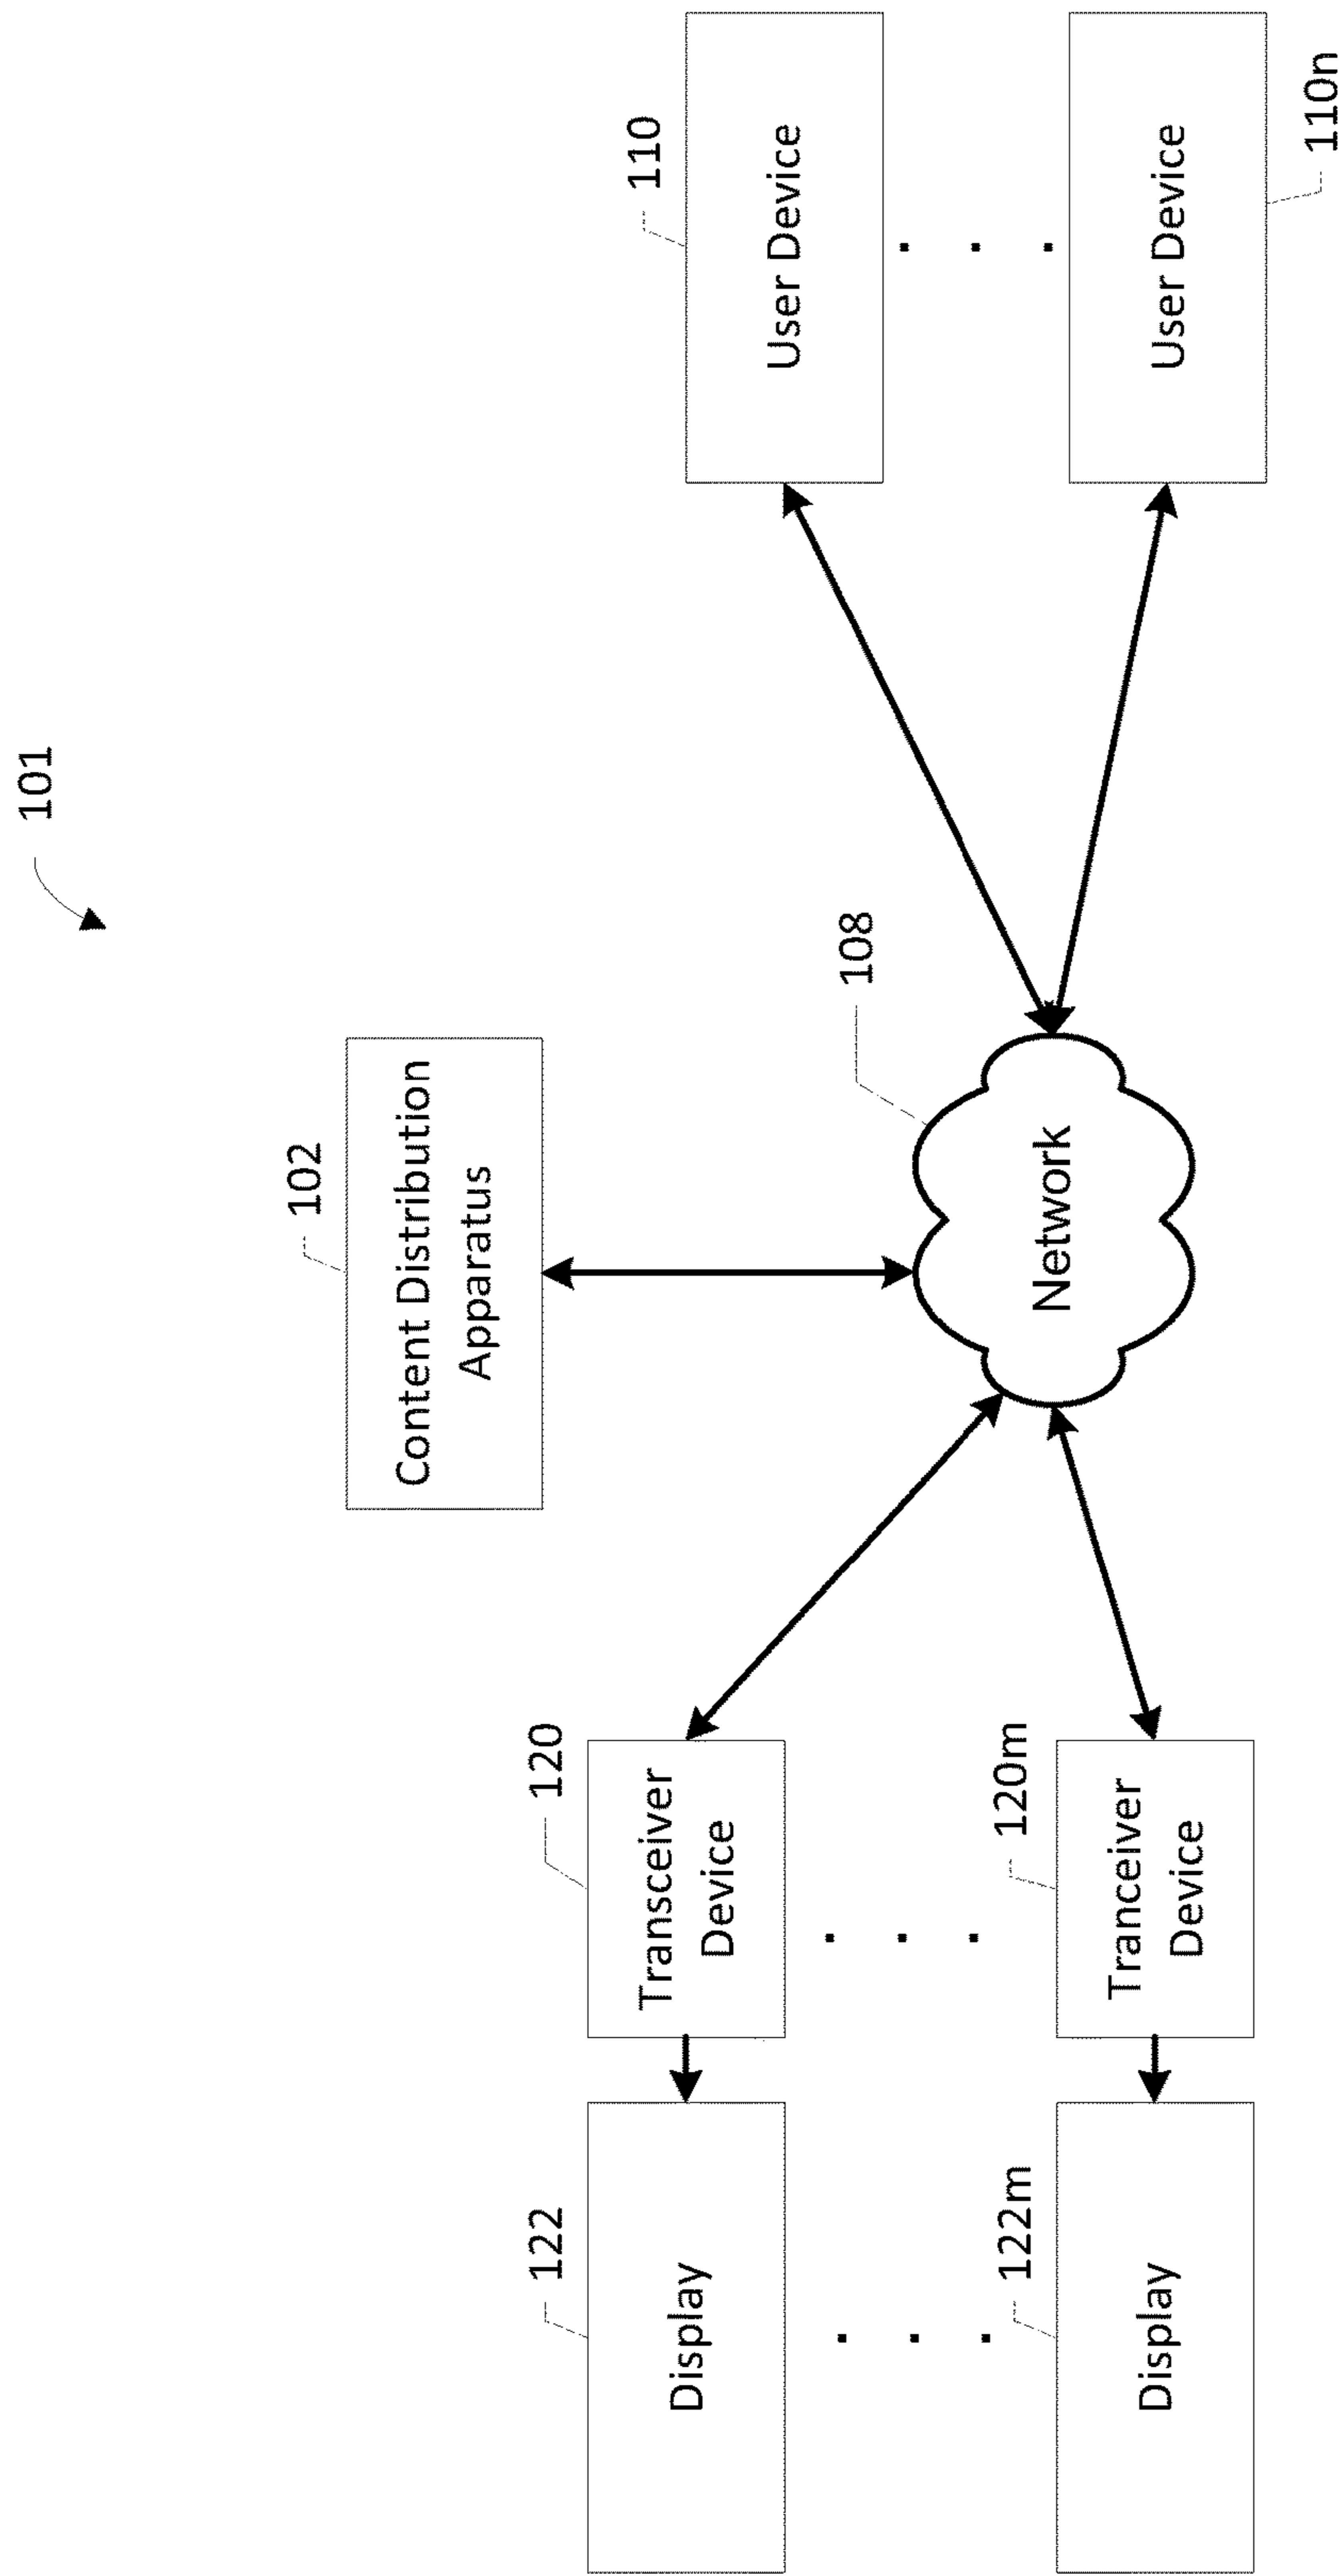 101
102
Content Distribution
Apparatus
122
Display
120
Transceiver
Device
108
Network
110
User Device
122m
Display
120m
Tranceiver
Device
User Device
110n